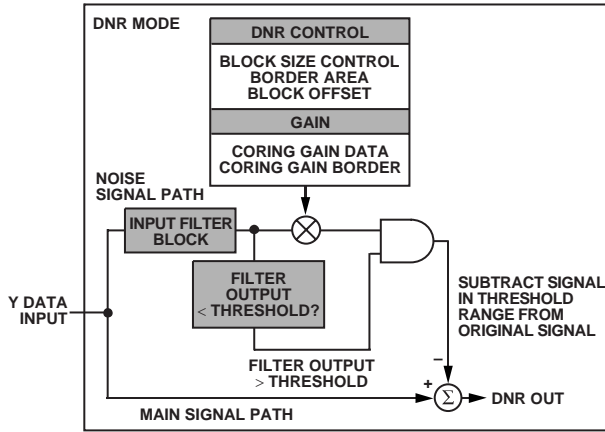 DNR MODE
DNR CONTROL
BLOCK SIZE CONTROL
BORDER AREA
BLOCK OFFSET
GAIN
CORING GAIN DATA
CORING GAIN BORDER
NOISE
SIGNAL PATH
INPUT FILTER
BLOCK
FILTER
OUTPUT
< THRESHOLD?
Y DATA
INPUT
SUBTRACT SIGNAL
IN THRESHOLD
RANGE FROM
ORIGINAL SIGNAL
FILTER OUTPUT
> THRESHOLD
–
+
Σ
DNR OUT
MAIN SIGNAL PATH